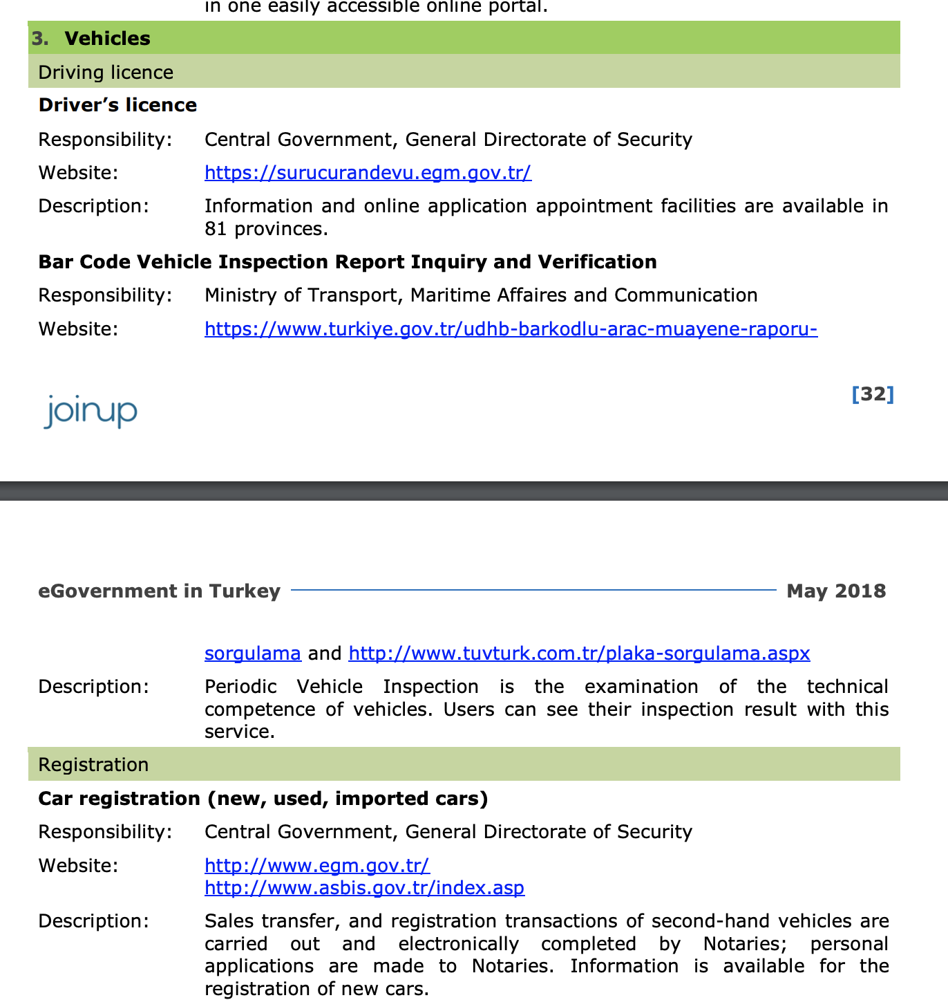 in one easily accessible online portal.
3. Vehicles
Driving licence
Driver’s licence
Responsibility: Central Government, General Directorate of Security
Website: https://surucurandevu.egm.gov.tr/
Description: Information and online application appointment facilities are available in
81 provinces.
Bar Code Vehicle Inspection Report Inquiry and Verification
Responsibility: Ministry of Transport, Maritime Affaires and Communication
Website: https://www.turkiye.gov.tr/udhb-barkodlu-arac-muayene-raporu-
joinup
[32]
eGovernment in Turkey May 2018
sorgulama and http://www.tuvturk.com.tr/plaka-sorgulama.aspx
Description: Periodic Vehicle Inspection is the examination of the technical
competence of vehicles. Users can see their inspection result with this
service.
Registration
Car registration (new, used, imported cars)
Responsibility: Central Government, General Directorate of Security
Website: http://www.egm.gov.tr/
http://www.asbis.gov.tr/index.asp
Description: Sales transfer, and registration transactions of second-hand vehicles are
carried out and electronically completed by Notaries; personal
applications are made to Notaries. Information is available for the
registration of new cars.